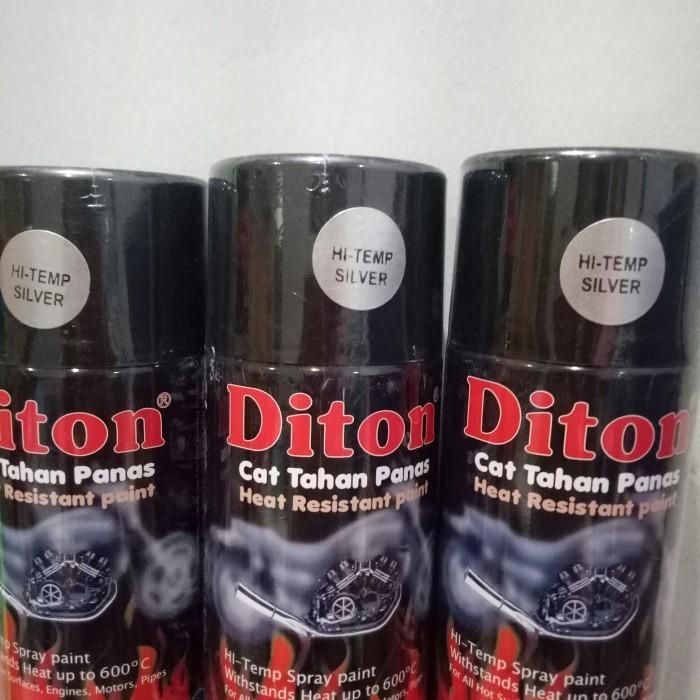 HI-TEMP
SILVER
iton®
Tahan Panas
Resistant paint
Spray paint
Heat up to 600°C
Surfaces, Engines, Motors, Pipes
HI-TEMP
SILVER
Diton
Cat Tahan Panas
Heat Resistant paint
HI-Temp Spray paint
Withstands Heat up to 600°C
For All Hot
HI-TEMP
SILVER
Diton
Cat Tahan Panas
Heat Resistant paint
HI-Temp Spray paint
Withstands Heat up to 600°C
For All Hot